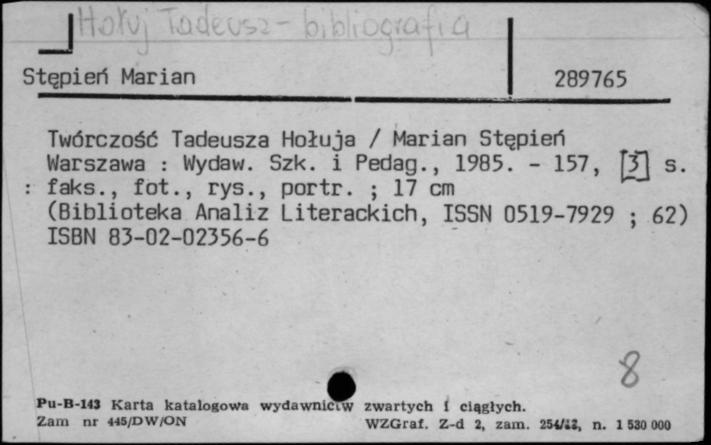 Hołuj Tadeusz - bibliografia
Stępień Marian 289765
Twórczość Tadeusza Hołuja / Marian Stępień
Warszawa : Wydaw. Szk. i Pedag., 1985. - 157, [3] s.
: faks., fot., rys., portr. ; 17 cm
(Biblioteka Analiz Literackich, ISSN 0519-7929 ; 62)
ISBN 83-02-02356-6
8
Pu-B-143 Karta katalogowa wydawnictw zwartych i ciągłych.
Zam nr 445/DW/ON WZGraf. Z-d 2, zam. n. 1 530 000